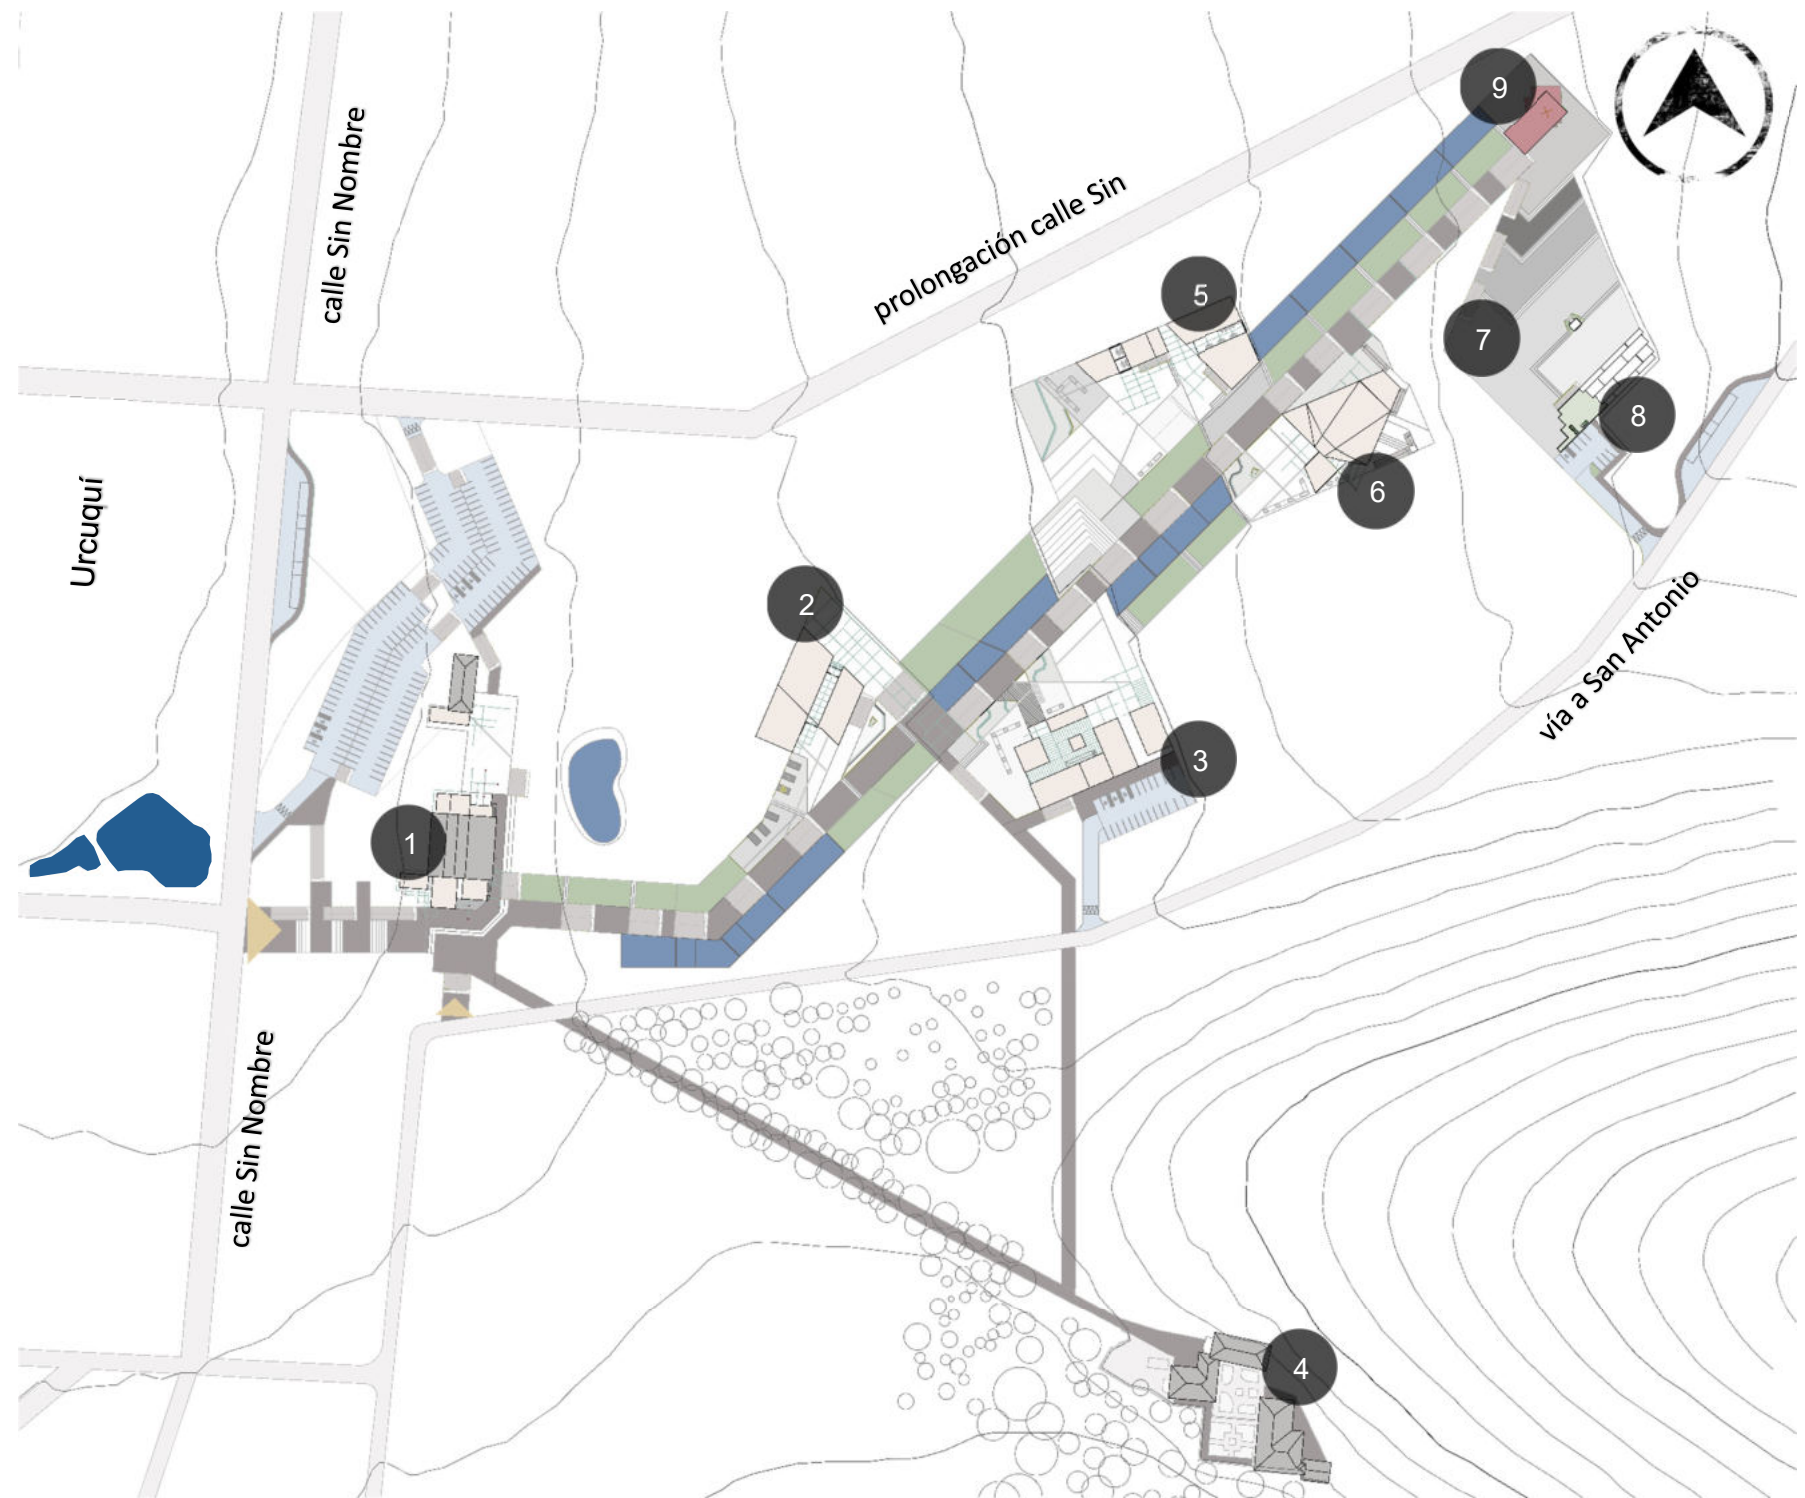 9
calle Sin Nombre
prolongación calle Sin
5
7
8
6
Urcuquí
2
vía a San Antonio
3
1
calle Sin Nombre
4